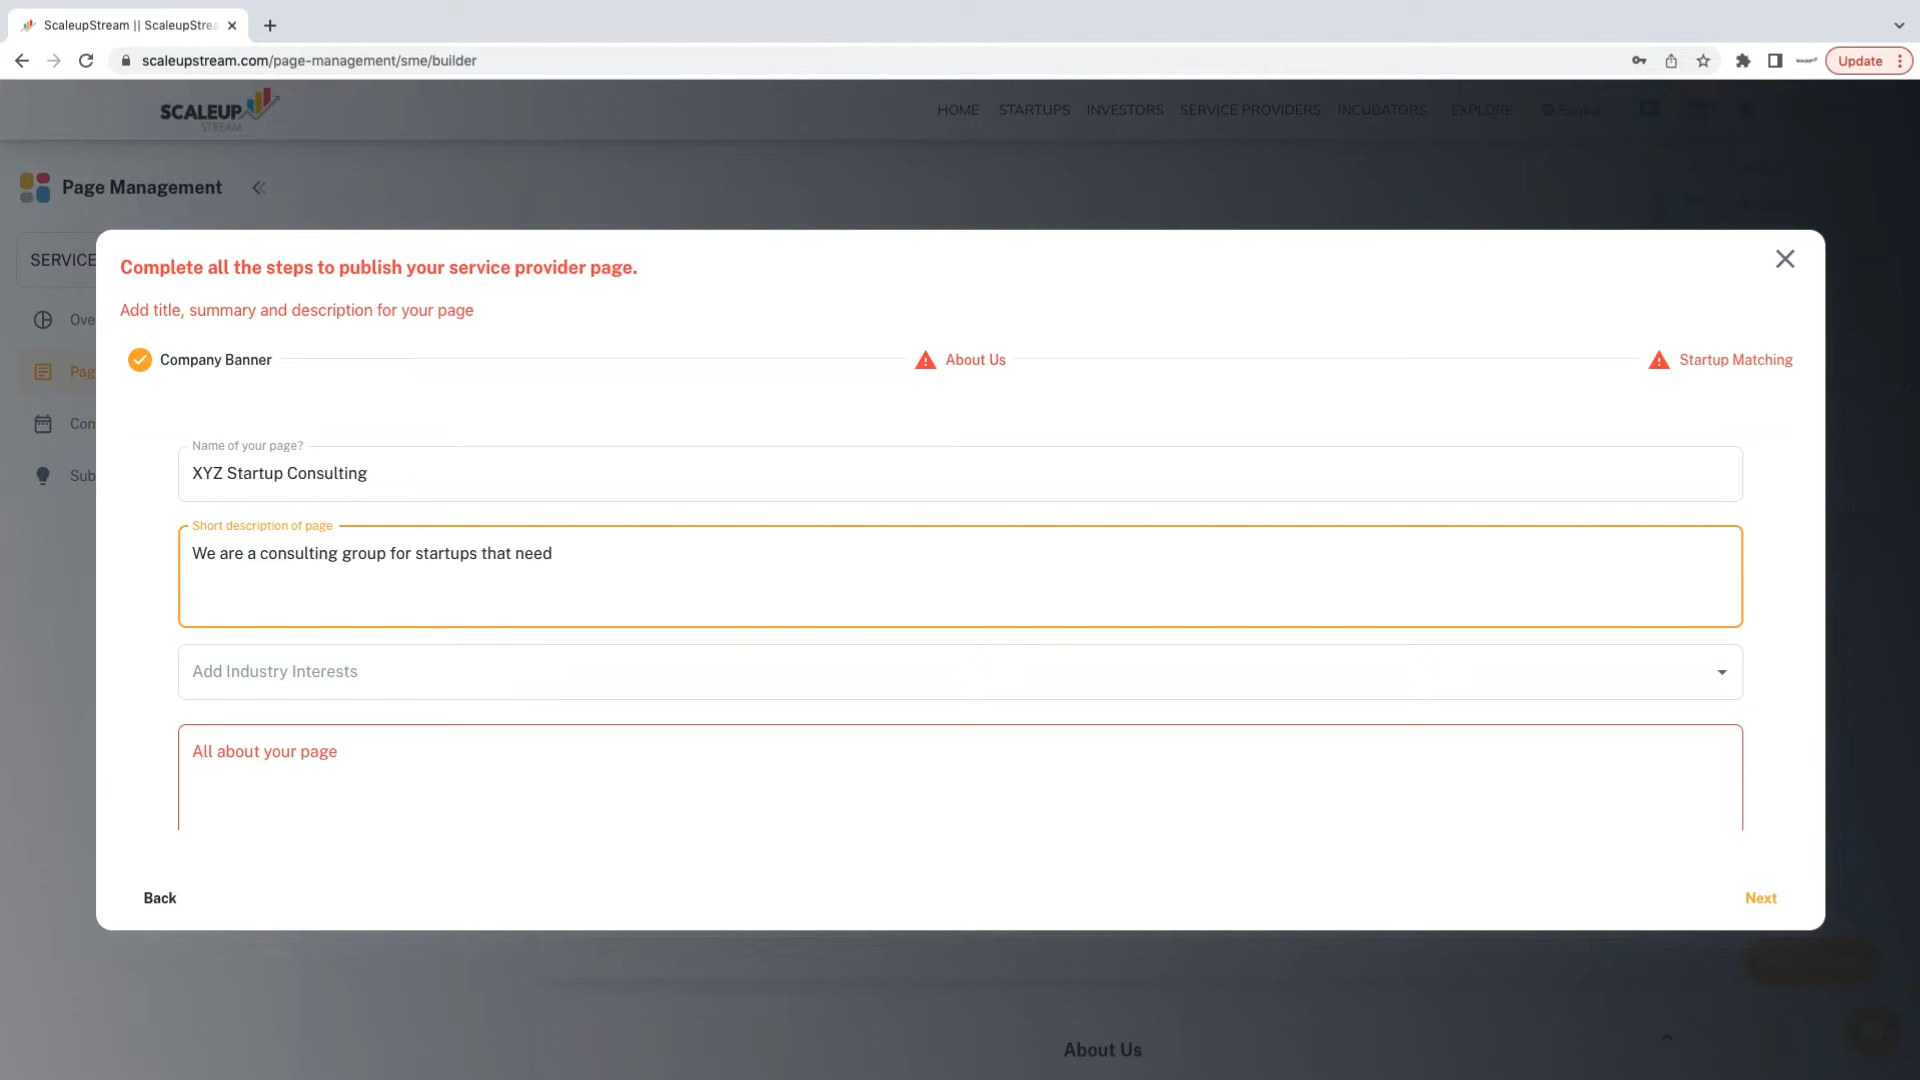 ScaleupStream || ScaleupStrea
scaleupstream.com/page-management/sme/builder
Update
SCALEUP
STREAM
HOME STARTUPS INVESTORS SERVICE PROVIDERS INCUBATORS EXPLORE
Page Management
SERVICE
Complete all the steps to publish your service provider page.
Add title, summary and description for your page
Ove
Company Banner
About Us
Startup Matching
Pag
Con
Name of your page?
XYZ Startup Consulting
Sub
Short description of page
We are a consulting group for startups that need
Add Industry Interests
All about your page
Back
Next
About Us